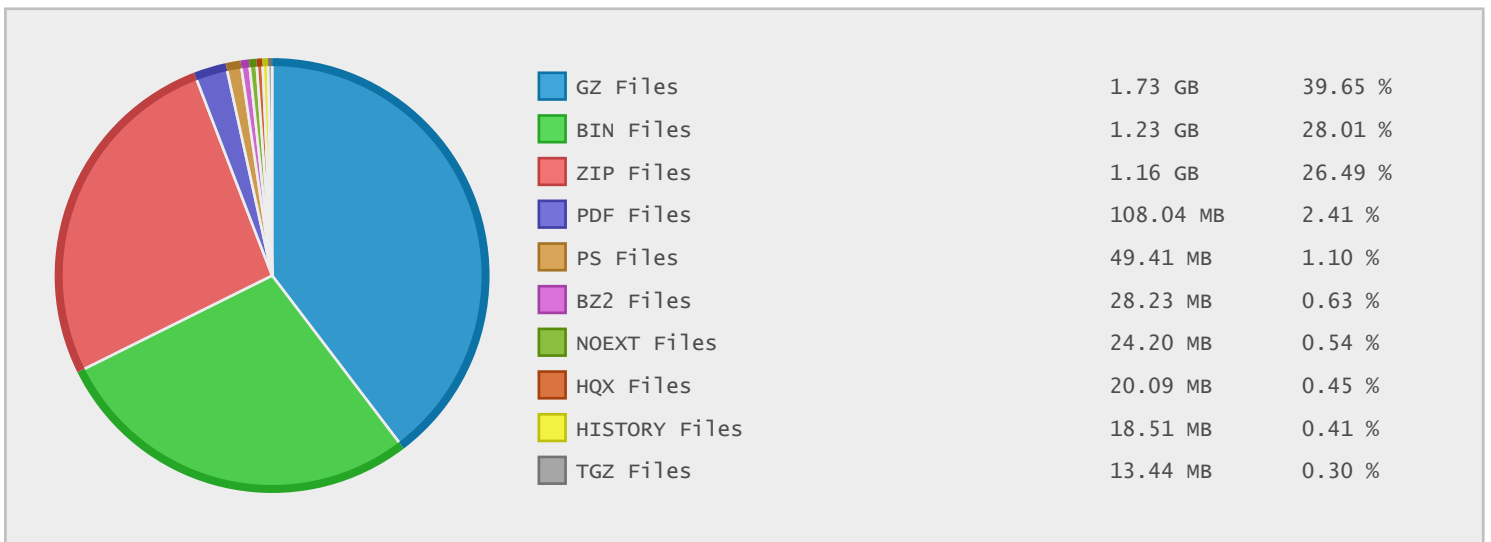 GZ Files 1.73 GB 39.65 %
BIN Files 1.23 GB 28.01 %
ZIP Files 1.16 GB 26.49 %
PDF Files 108.04 MB 2.41 %
PS Files 49.41 MB 1.10 %
BZ2 Files 28.23 MB 0.63 %
NOEXT Files 24.20 MB 0.54 %
HQX Files 20.09 MB 0.45 %
HISTORY Files 18.51 MB 0.41 %
TGZ Files 13.44 MB 0.30 %